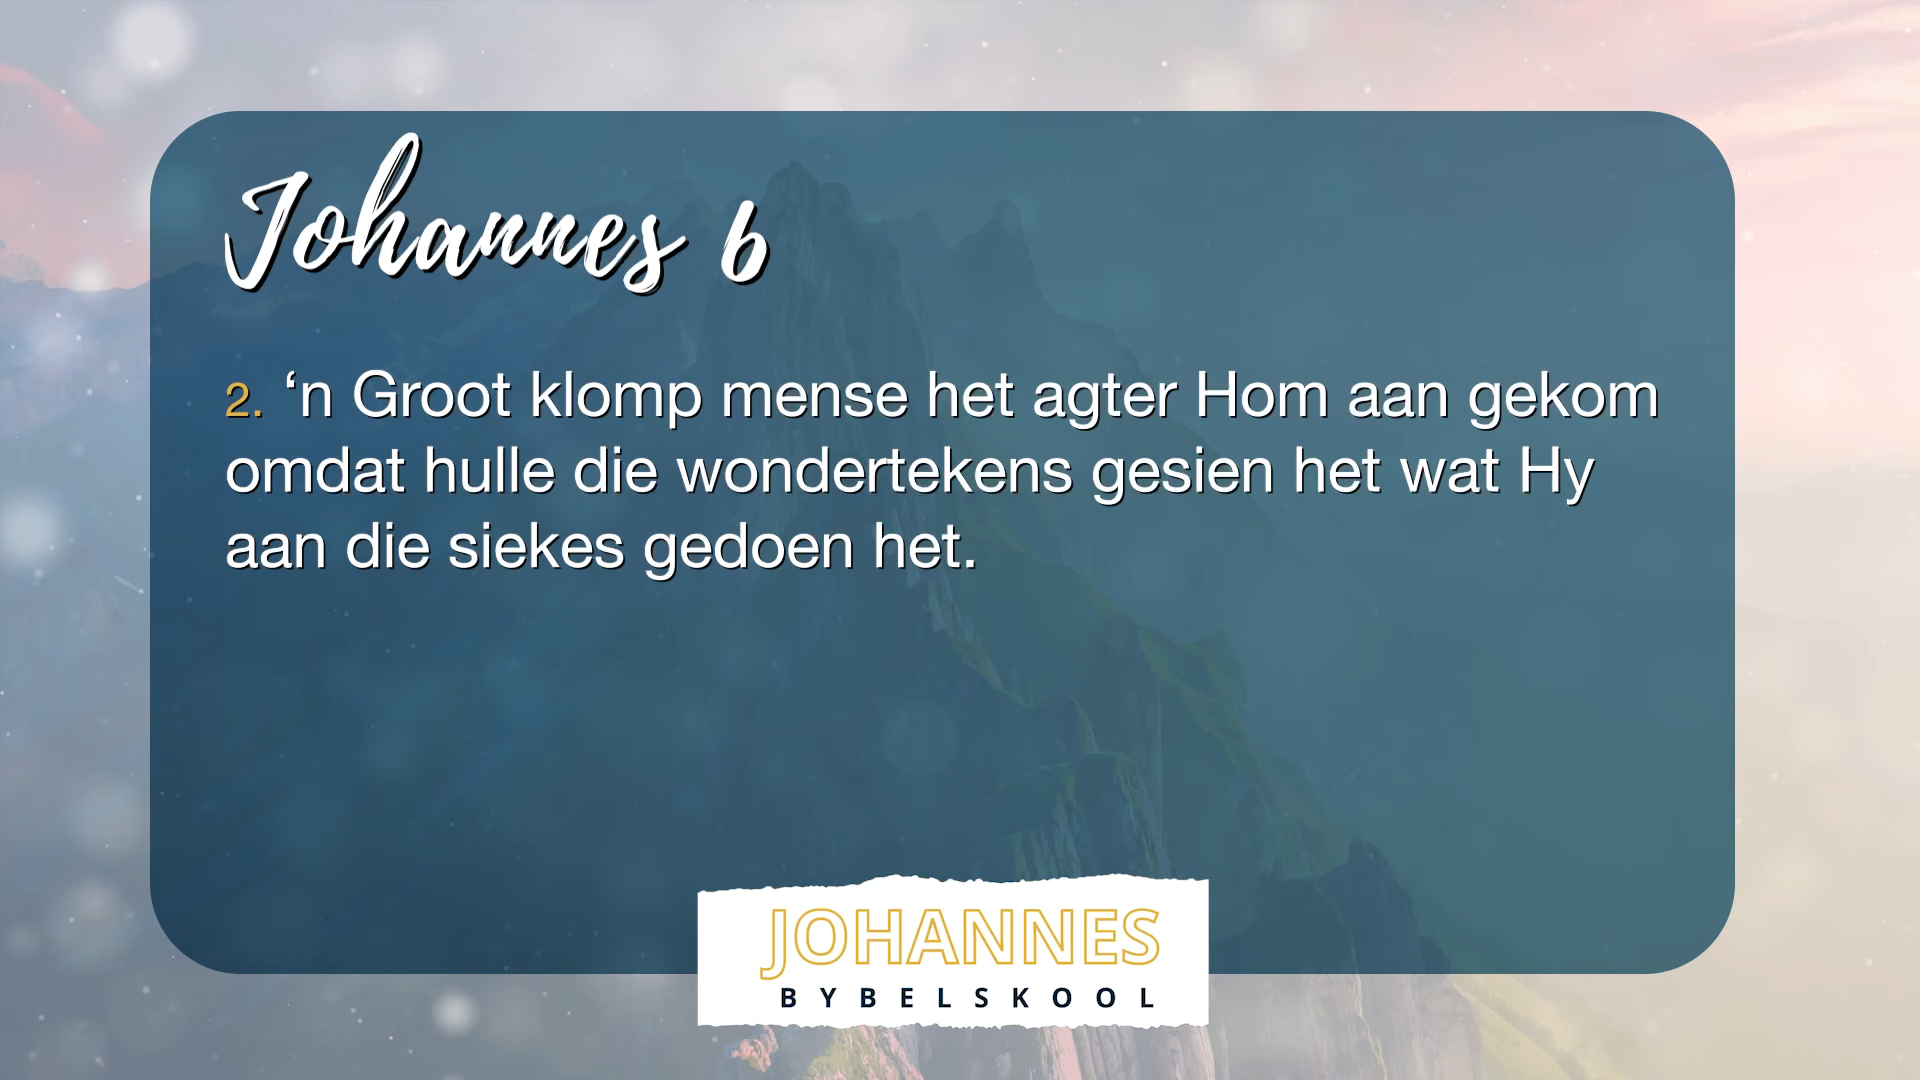 Johannes 6
2. ‘n Groot klomp mense het agter Hom aan gekom
omdat hulle die wondertekens gesien het wat Hy
aan die siekes gedoen het.
JOHANNES
BYBELSKOOL